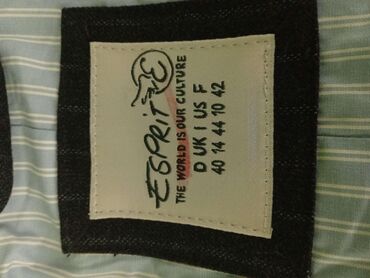 ESPRIT
THE WORLD IS OUR CULTURE
D UK I US F
40 14 44 10 42